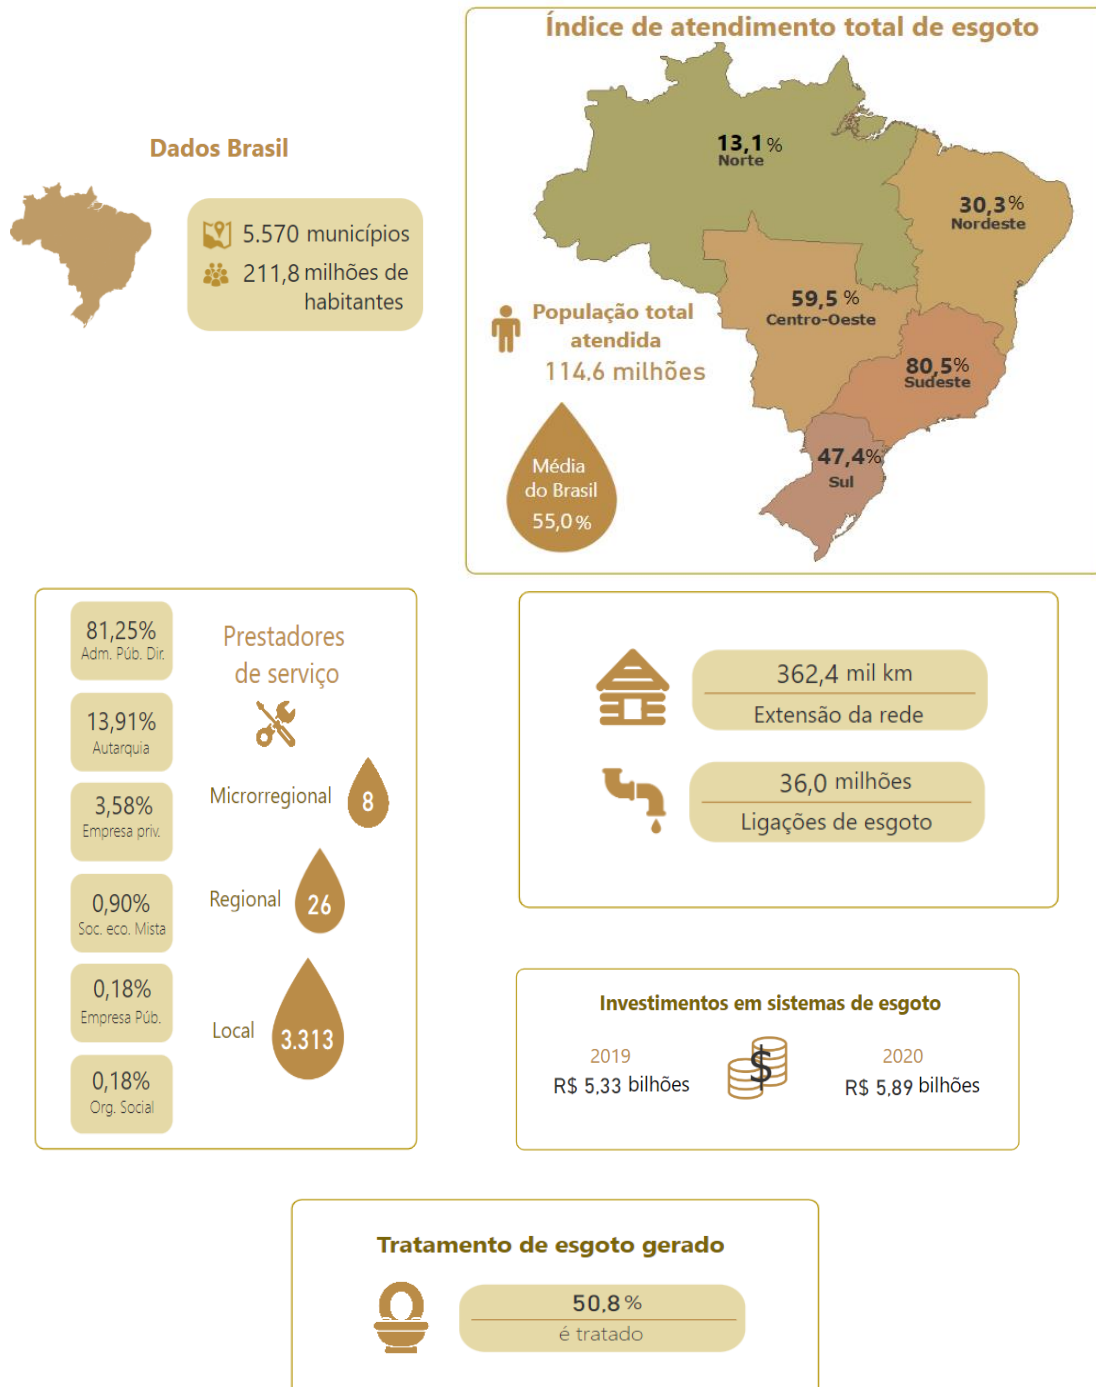 Índice de atendimento total de esgoto
Dados Brasil
5.570 municípios
211,8 milhões de
habitantes
13,1%
Norte
30,3%
Nordeste
59,5 %
Centro-Oeste
80,5%
Sudeste
47,4%
Sul
População total
atendida
114,6 milhões
Média
do Brasil
55,0%
81,25%
Adm. Púb. Dir.
13,91%
Autarquia
3,58%
Empresa priv.
0,90%
Soc. eco. Mista
0,18%
Empresa Púb.
0,18%
Org. Social
Prestadores
de serviço
Microrregional 8
Regional 26
Local 3.313
362,4 mil km
Extensão da rede
36,0 milhões
Ligações de esgoto
Investimentos em sistemas de esgoto
2019
R$ 5,33 bilhões
$
2020
R$ 5,89 bilhões
Tratamento de esgoto gerado
50,8%
é tratado